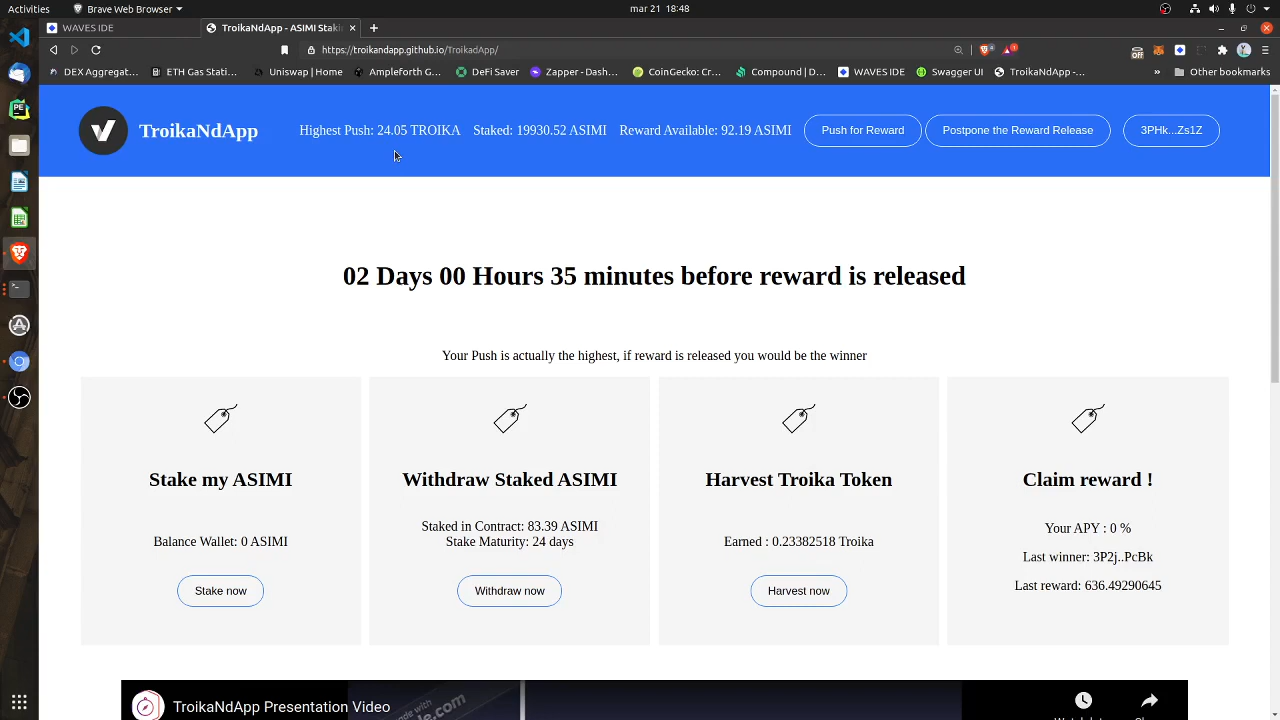 Activities
Brave Web Browser
mar 21 18:48
WAVES IDE
TroikaNdApp - ASIMI Staki
https://troikandapp.github.io/TroikadApp/
OFF
DEX Aggregat...
ETH Gas Stati...
Uniswap | Home
Ampleforth G...
DeFi Saver
Zapper - Dash...
CoinGecko: Cr...
Compound | D...
WAVES IDE
Swagger UI
TroikaNdApp -...
»
Other bookmarks
TroikaNdApp
Highest Push: 24.05 TROIKA
Staked: 19930.52 ASIMI
Reward Available: 92.19 ASIMI
Push for Reward
Postpone the Reward Release
3PHk...Zs1Z
02 Days 00 Hours 35 minutes before reward is released
Your Push is actually the highest, if reward is released you would be the winner
Stake my ASIMI
Balance Wallet: 0 ASIMI
Stake now
Withdraw Staked ASIMI
Staked in Contract: 83.39 ASIMI
Stake Maturity: 24 days
Withdraw now
Harvest Troika Token
Earned : 0.23382518 Troika
Harvest now
Claim reward !
Your APY : 0 %
Last winner: 3P2j..PcBk
Last reward: 636.49290645
TroikaNdApp Presentation Video